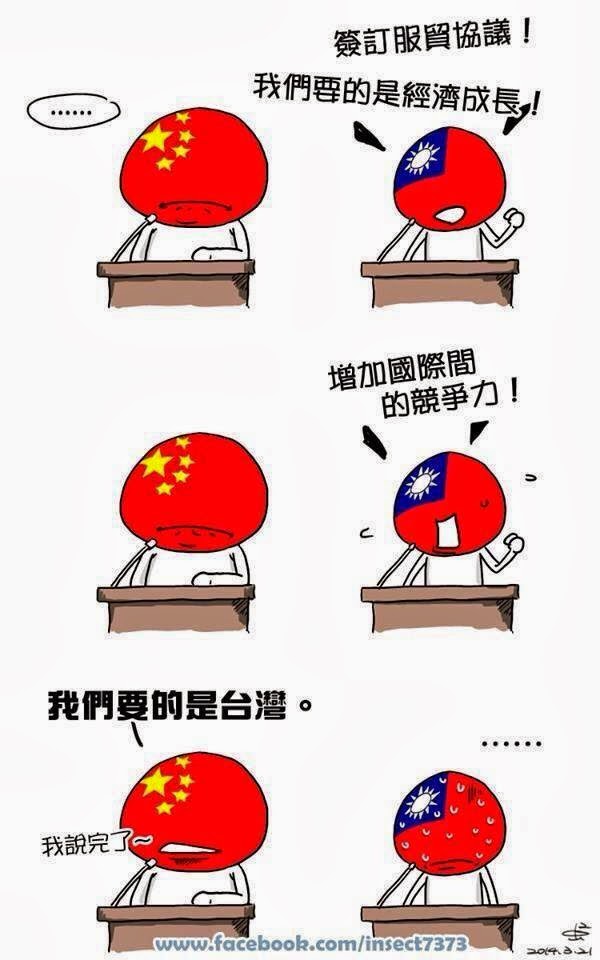 簽訂服貿協議！
我們要的是經濟成長！
……
增加國際間
的競爭力！
我們要的是台灣。
……
我說完了～
www.facebook.com/insect7373
2014.3.21